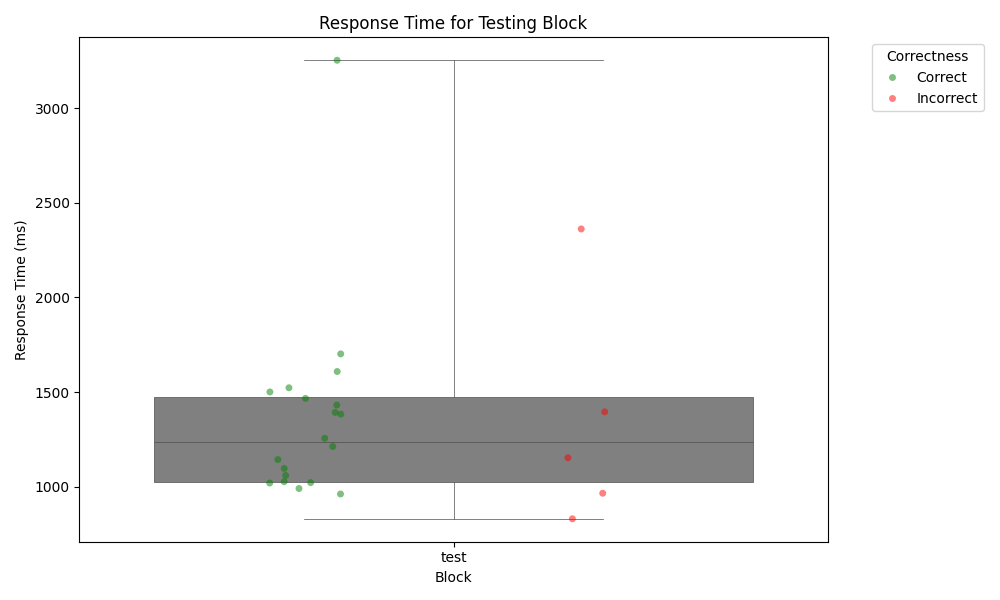 Response Time for Testing Block
Correctness
Correct
Incorrect
Response Time (ms)
3000
2500
2000
1500
1000
test
Block